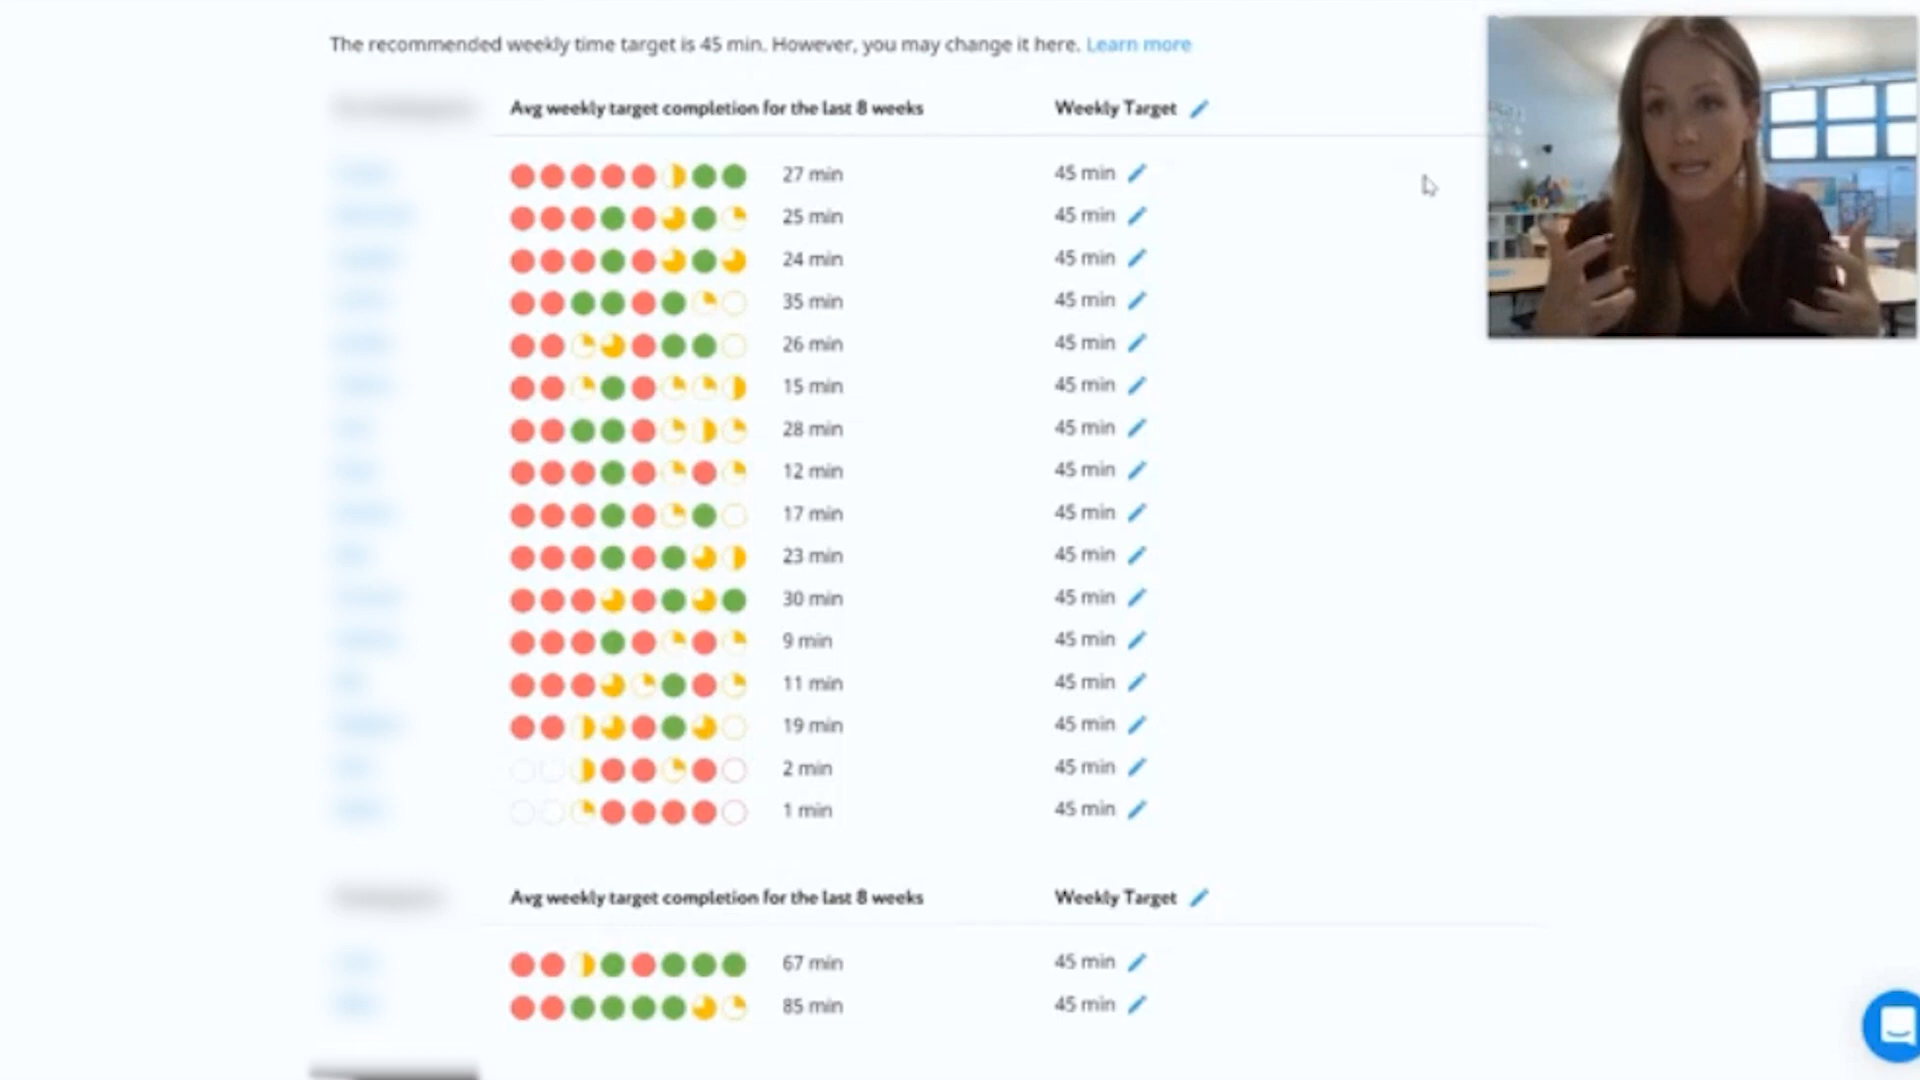 The recommended weekly time target is 45 min. However, you may change it here. Learn more
Avg weekly target completion for the last 8 weeks Weekly Target
27 min 45 min
25 min 45 min
24 min 45 min
35 min 45 min
26 min 45 min
15 min 45 min
28 min 45 min
12 min 45 min
17 min 45 min
23 min 45 min
30 min 45 min
9 min 45 min
11 min 45 min
19 min 45 min
2 min 45 min
1 min 45 min
Avg weekly target completion for the last 8 weeks Weekly Target
67 min 45 min
85 min 45 min